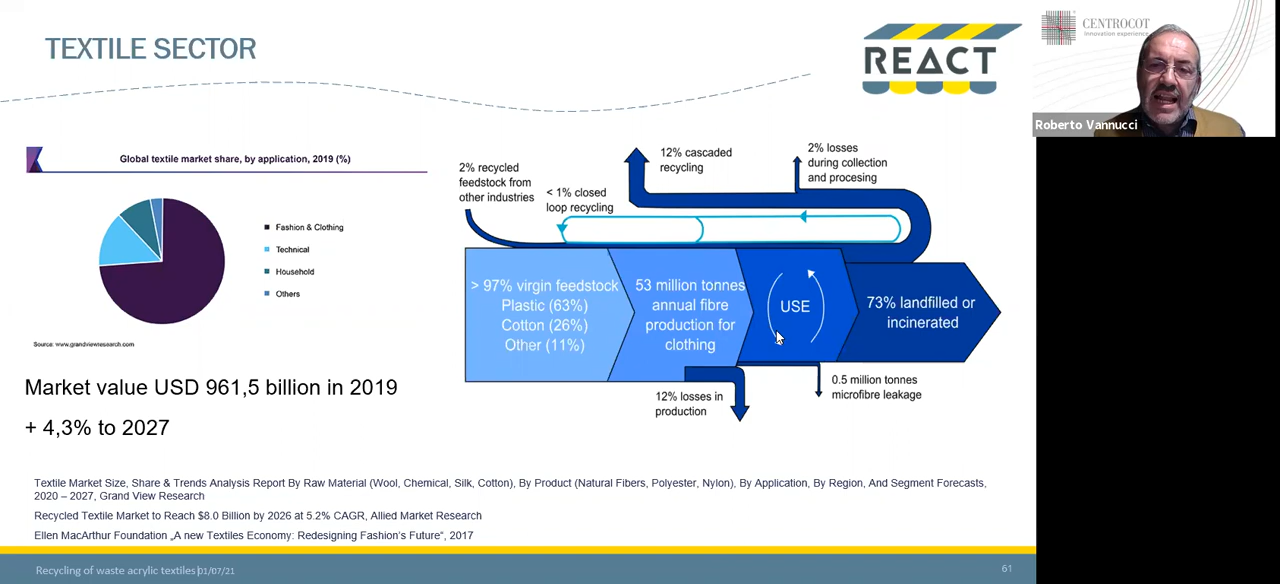 TEXTILE SECTOR
REACT
CENTROCOT
Innovation experience
Roberto Vannucci
Global textile market share, by application, 2019 (%)
Fashion & Clothing
Technical
Household
Others
Source: www.grandviewresearch.com
Market value USD 961,5 billion in 2019
+ 4,3% to 2027
2% recycled
feedstock from
other industries
< 1% closed
loop recycling
12% cascaded
recycling
2% losses
during collection
and procesing
> 97% virgin feedstock
Plastic (63%)
Cotton (26%)
Other (11%)
53 million tonnes
annual fibre
production for
clothing
USE
73% landfilled or
incinerated
12% losses in
production
0.5 million tonnes
microfibre leakage
Textile Market Size, Share & Trends Analysis Report By Raw Material (Wool, Chemical, Silk, Cotton), By Product (Natural Fibers, Polyester, Nylon), By Application, By Region, And Segment Forecasts,
2020 – 2027, Grand View Research
Recycled Textile Market to Reach $8.0 Billion by 2026 at 5.2% CAGR, Allied Market Research
Ellen MacArthur Foundation „A new Textiles Economy: Redesigning Fashion's Future“, 2017
Recycling of waste acrylic textiles|01/07/21
61